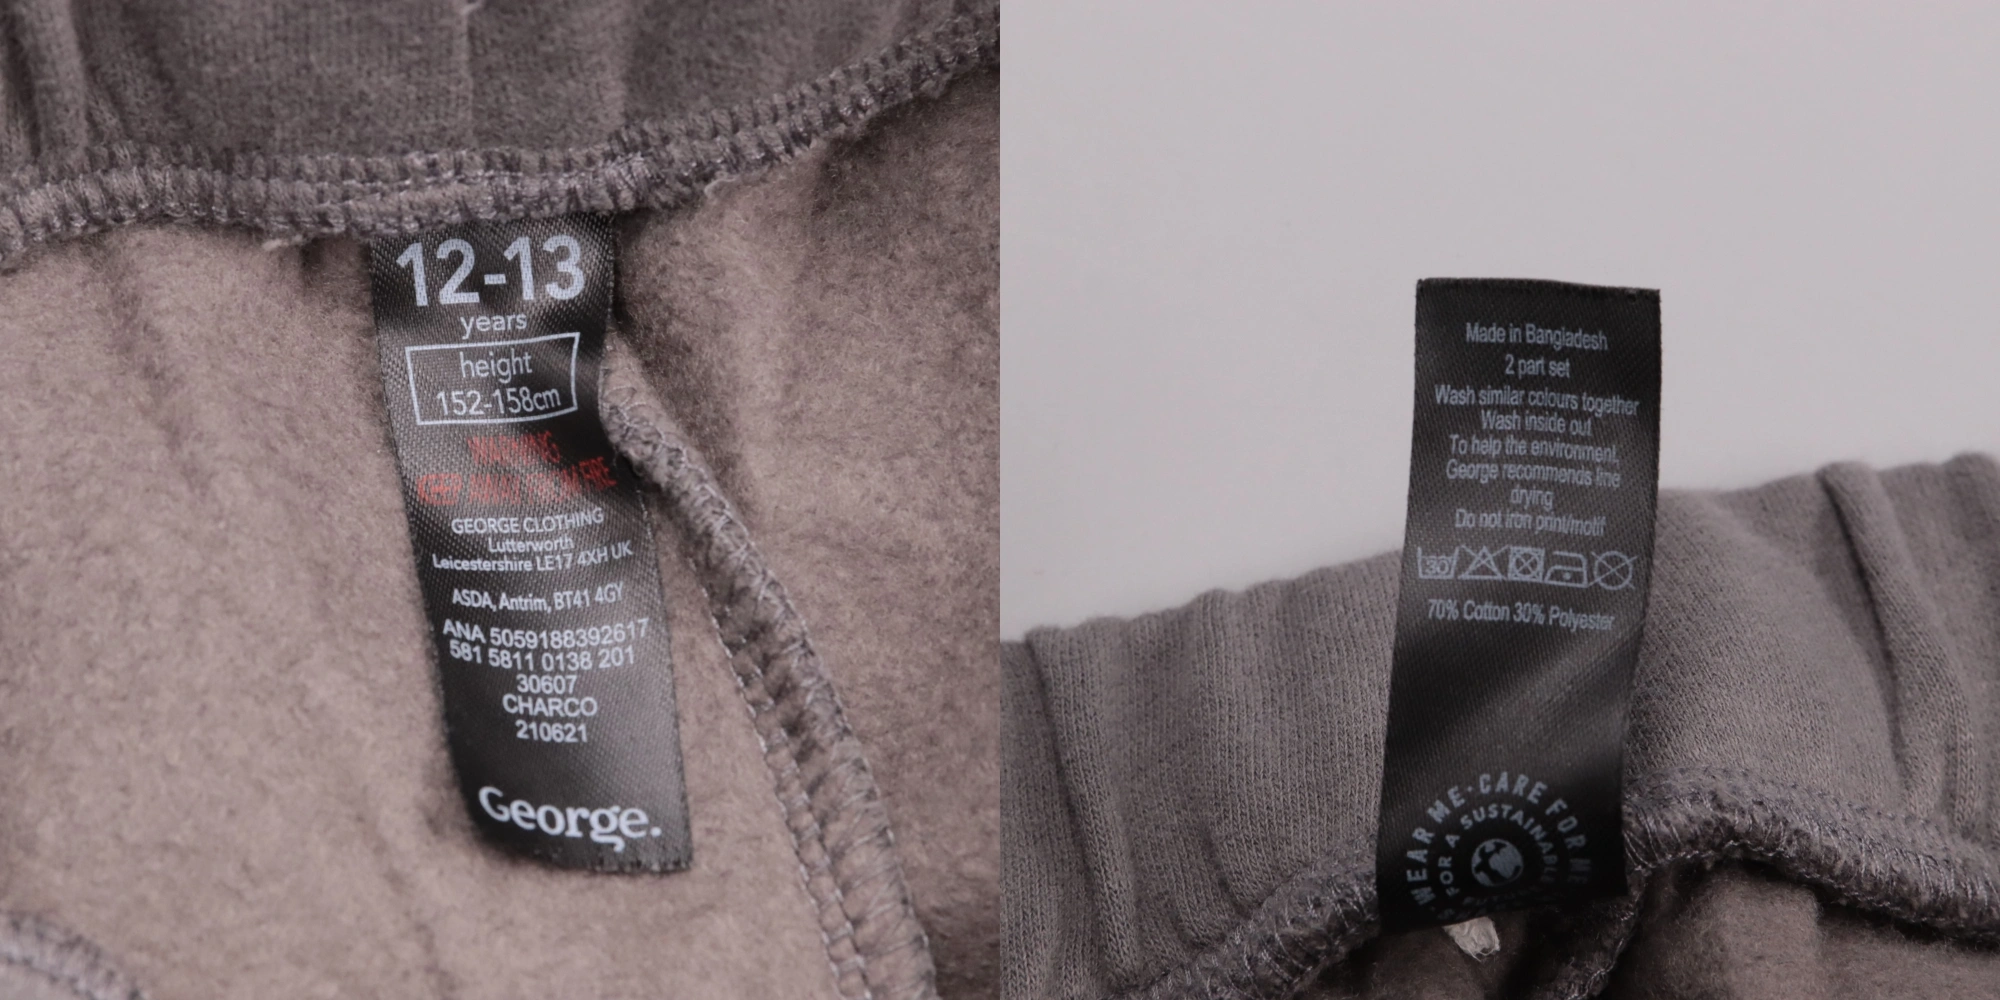 12-13
years
height
152-158cm
WARNING
KEEP AWAY FROM FIRE
GEORGE CLOTHING
Lutterworth
Leicestershire LE17 4XH UK
ASDA, Antrim, BT41 4GY
ANA 5059188392617
581 5811 0138 201
30607
CHARCO
210621
George.
Made in Bangladesh
2 part set
Wash similar colours together
Wash inside out
To help the environment,
George recommends line
drying
Do not iron print/motif
30
70% Cotton 30% Polyester
WEAR ME · CARE FOR ME
FOR A SUSTAINABLE